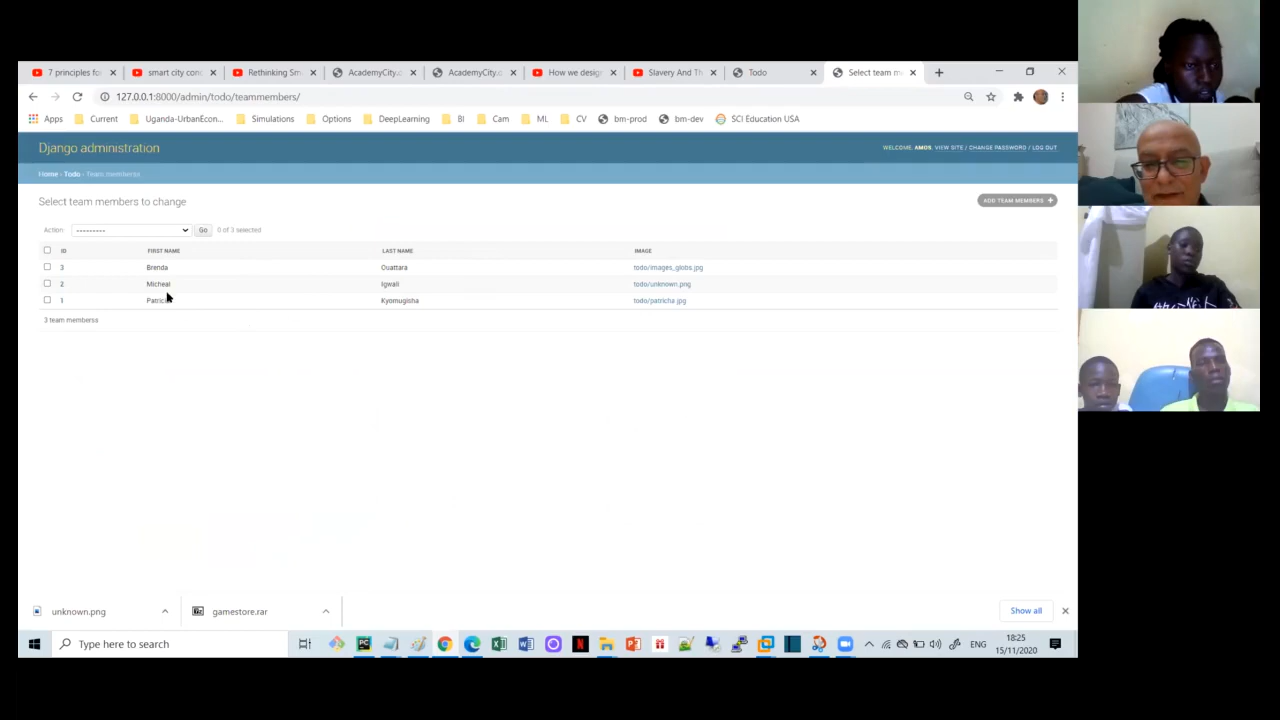 7 principles fo
smart city con
Rethinking Sm
AcademyCity.o
AcademyCity.c
How we design
Slavery And Th
Todo
Select team m
127.0.0.1:8000/admin/todo/teammembers/
Apps Current Uganda-UrbanEcon... Simulations Options DeepLearning BI Cam ML CV bm-prod bm-dev SCI Education USA
Django administration
WELCOME, AMOS. VIEW SITE / CHANGE PASSWORD / LOG OUT
Home › Todo › Team memberss
Select team members to change
ADD TEAM MEMBERS +
Action: --------- Go 0 of 3 selected
ID FIRST NAME LAST NAME IMAGE
3 Brenda Ouattara todo/images_globs.jpg
2 Micheal Igwali todo/unknown.png
1 Patricia Kyomugisha todo/patricha.jpg
3 team memberss
unknown.png
gamestore.rar
Show all
Type here to search
ENG
18:25
15/11/2020